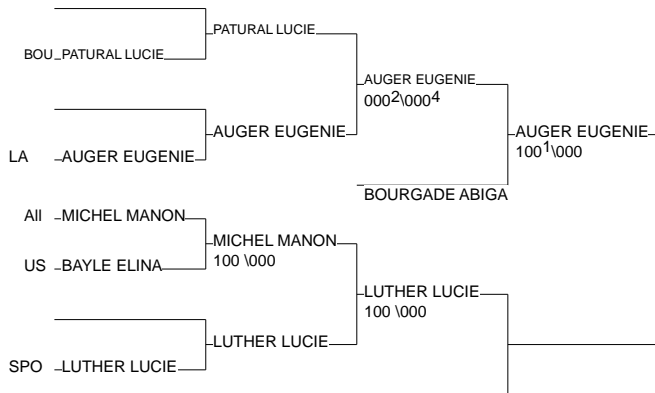 PATURAL LUCIE
BOU PATURAL LUCIE
AUGER EUGENIE
000²\000⁴
AUGER EUGENIE
AUGER EUGENIE
100¹\000
LA AUGER EUGENIE
BOURGADE ABIGA
All MICHEL MANON
MICHEL MANON
100 \000
US BAYLE ELINA
LUTHER LUCIE
100 \000
LUTHER LUCIE
SPO LUTHER LUCIE